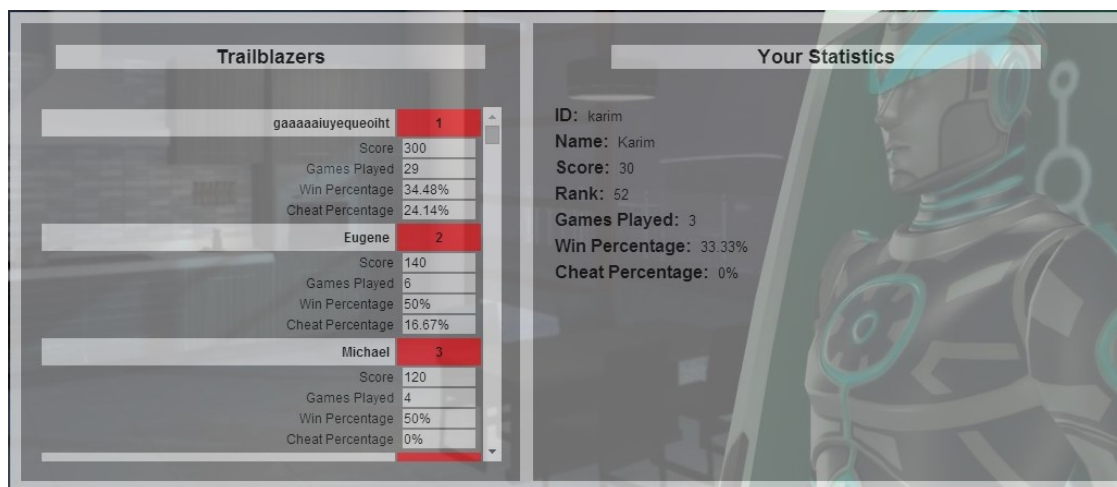 Trailblazers
gaaaaaiuyequeoiht 1
Score 300
Games Played 29
Win Percentage 34.48%
Cheat Percentage 24.14%
Eugene 2
Score 140
Games Played 6
Win Percentage 50%
Cheat Percentage 16.67%
Michael 3
Score 120
Games Played 4
Win Percentage 50%
Cheat Percentage 0%
Your Statistics
ID: karim
Name: Karim
Score: 30
Rank: 52
Games Played: 3
Win Percentage: 33.33%
Cheat Percentage: 0%